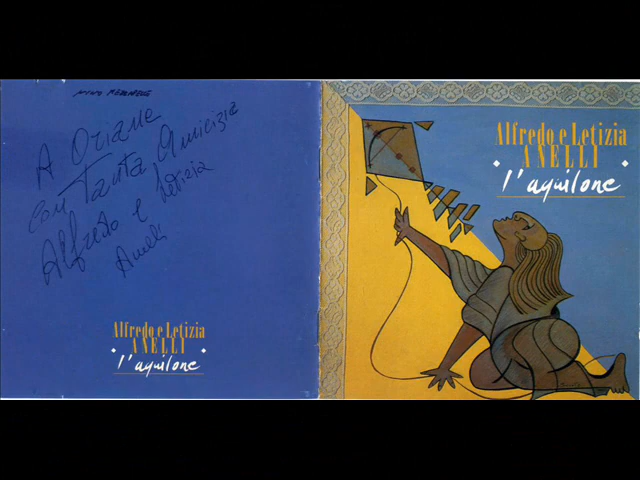 A Oriane
con Tanta Amicizia
Alfredo e Letizia
Anelli
Alfredo e Letizia
ANELLI
l'aquilone
Alfredo e Letizia
ANELLI
l'aquilone